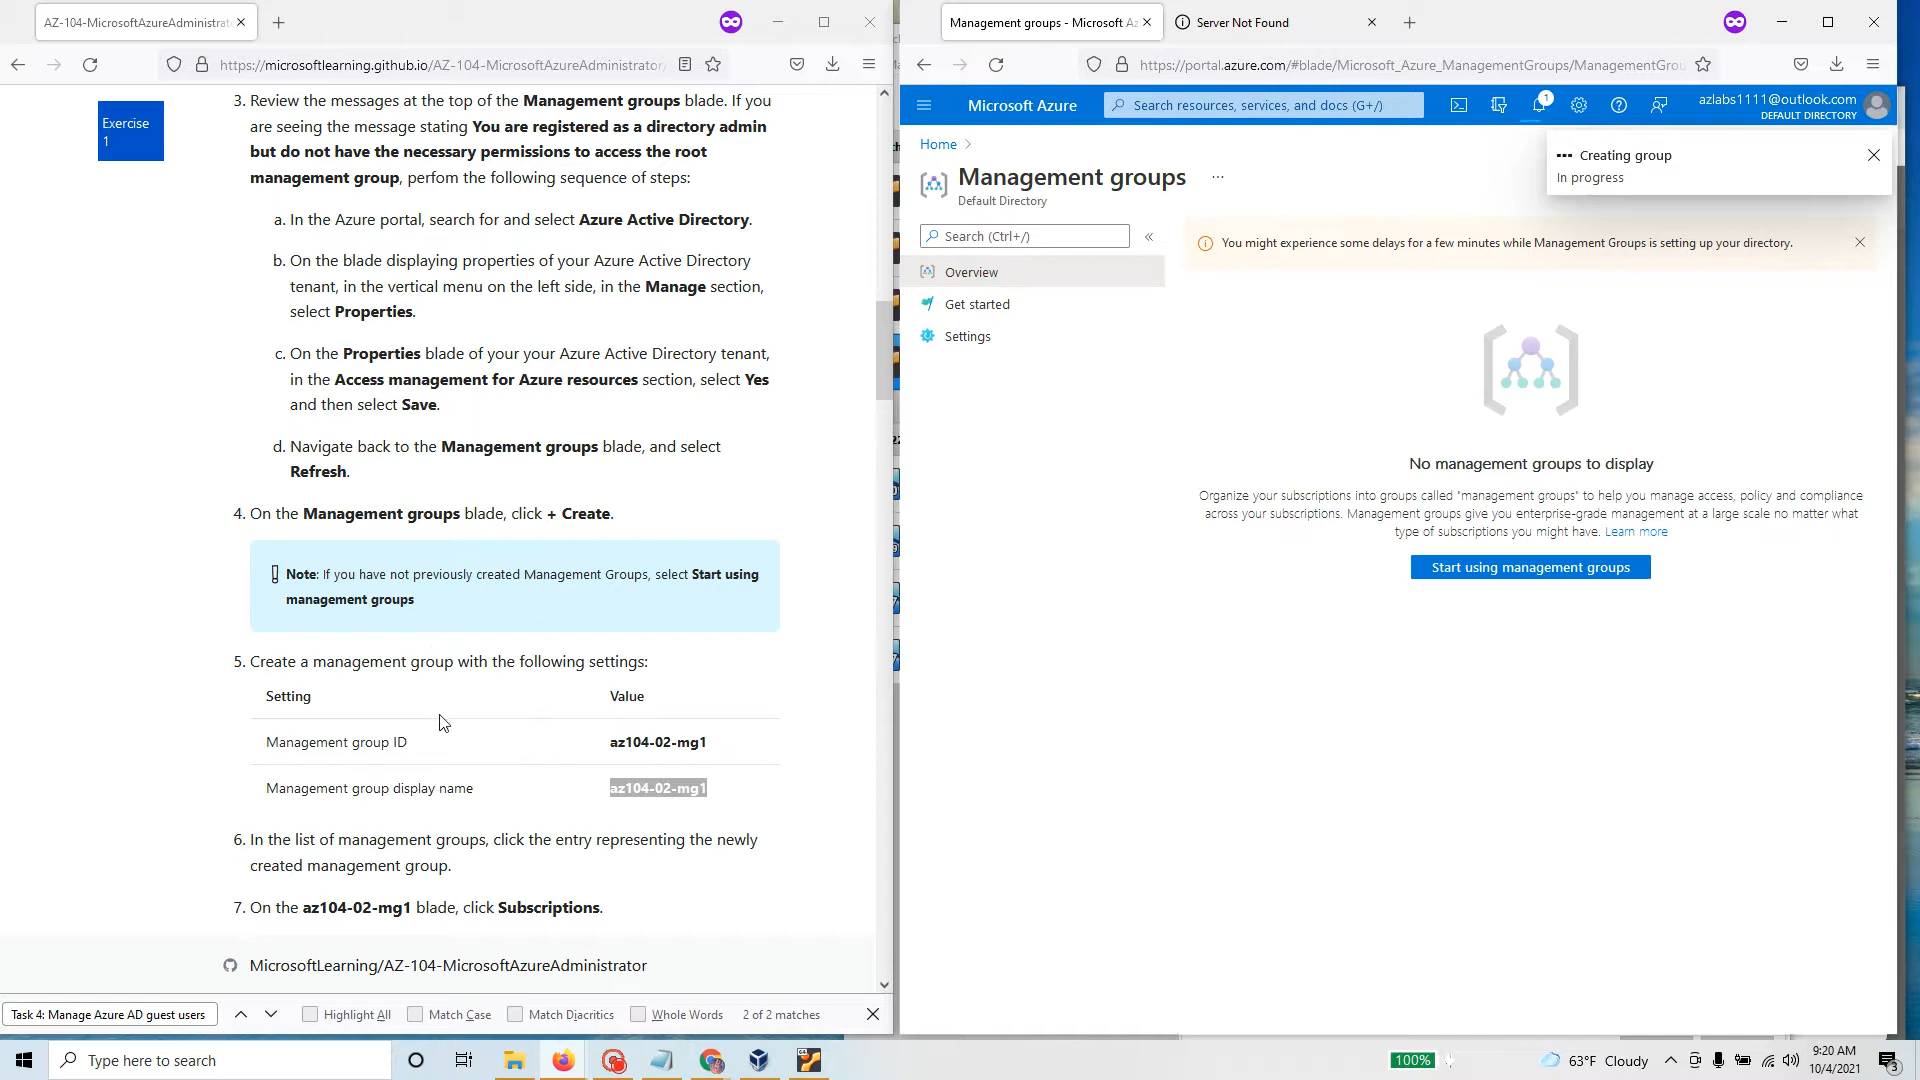 AZ-104-MicrosoftAzureAdministrat
https://microsoftlearning.github.io/AZ-104-MicrosoftAzureAdministrator/
Exercise
1
3. Review the messages at the top of the Management groups blade. If you
are seeing the message stating You are registered as a directory admin
but do not have the necessary permissions to access the root
management group, perfom the following sequence of steps:
a. In the Azure portal, search for and select Azure Active Directory.
b. On the blade displaying properties of your Azure Active Directory
tenant, in the vertical menu on the left side, in the Manage section,
select Properties.
c. On the Properties blade of your your Azure Active Directory tenant,
in the Access management for Azure resources section, select Yes
and then select Save.
d. Navigate back to the Management groups blade, and select
Refresh.
4. On the Management groups blade, click + Create.
Note: If you have not previously created Management Groups, select Start using
management groups
5. Create a management group with the following settings:
Setting Value
Management group ID az104-02-mg1
Management group display name az104-02-mg1
6. In the list of management groups, click the entry representing the newly
created management group.
7. On the az104-02-mg1 blade, click Subscriptions.
MicrosoftLearning/AZ-104-MicrosoftAzureAdministrator
Task 4: Manage Azure AD guest users Highlight All Match Case Match Diacritics Whole Words 2 of 2 matches
Management groups - Microsoft Az
Server Not Found
https://portal.azure.com/#blade/Microsoft_Azure_ManagementGroups/ManagementGrou
Microsoft Azure
Search resources, services, and docs (G+/)
1
azlabs1111@outlook.com
DEFAULT DIRECTORY
Home
Creating group
In progress
Management groups ...
Default Directory
Search (Ctrl+/) «
You might experience some delays for a few minutes while Management Groups is setting up your directory.
Overview
Get started
Settings
No management groups to display
Organize your subscriptions into groups called "management groups" to help you manage access, policy and compliance
across your subscriptions. Management groups give you enterprise-grade management at a large scale no matter what
type of subscriptions you might have. Learn more
Start using management groups
Type here to search
100%
63°F Cloudy
9:20 AM
10/4/2021
3